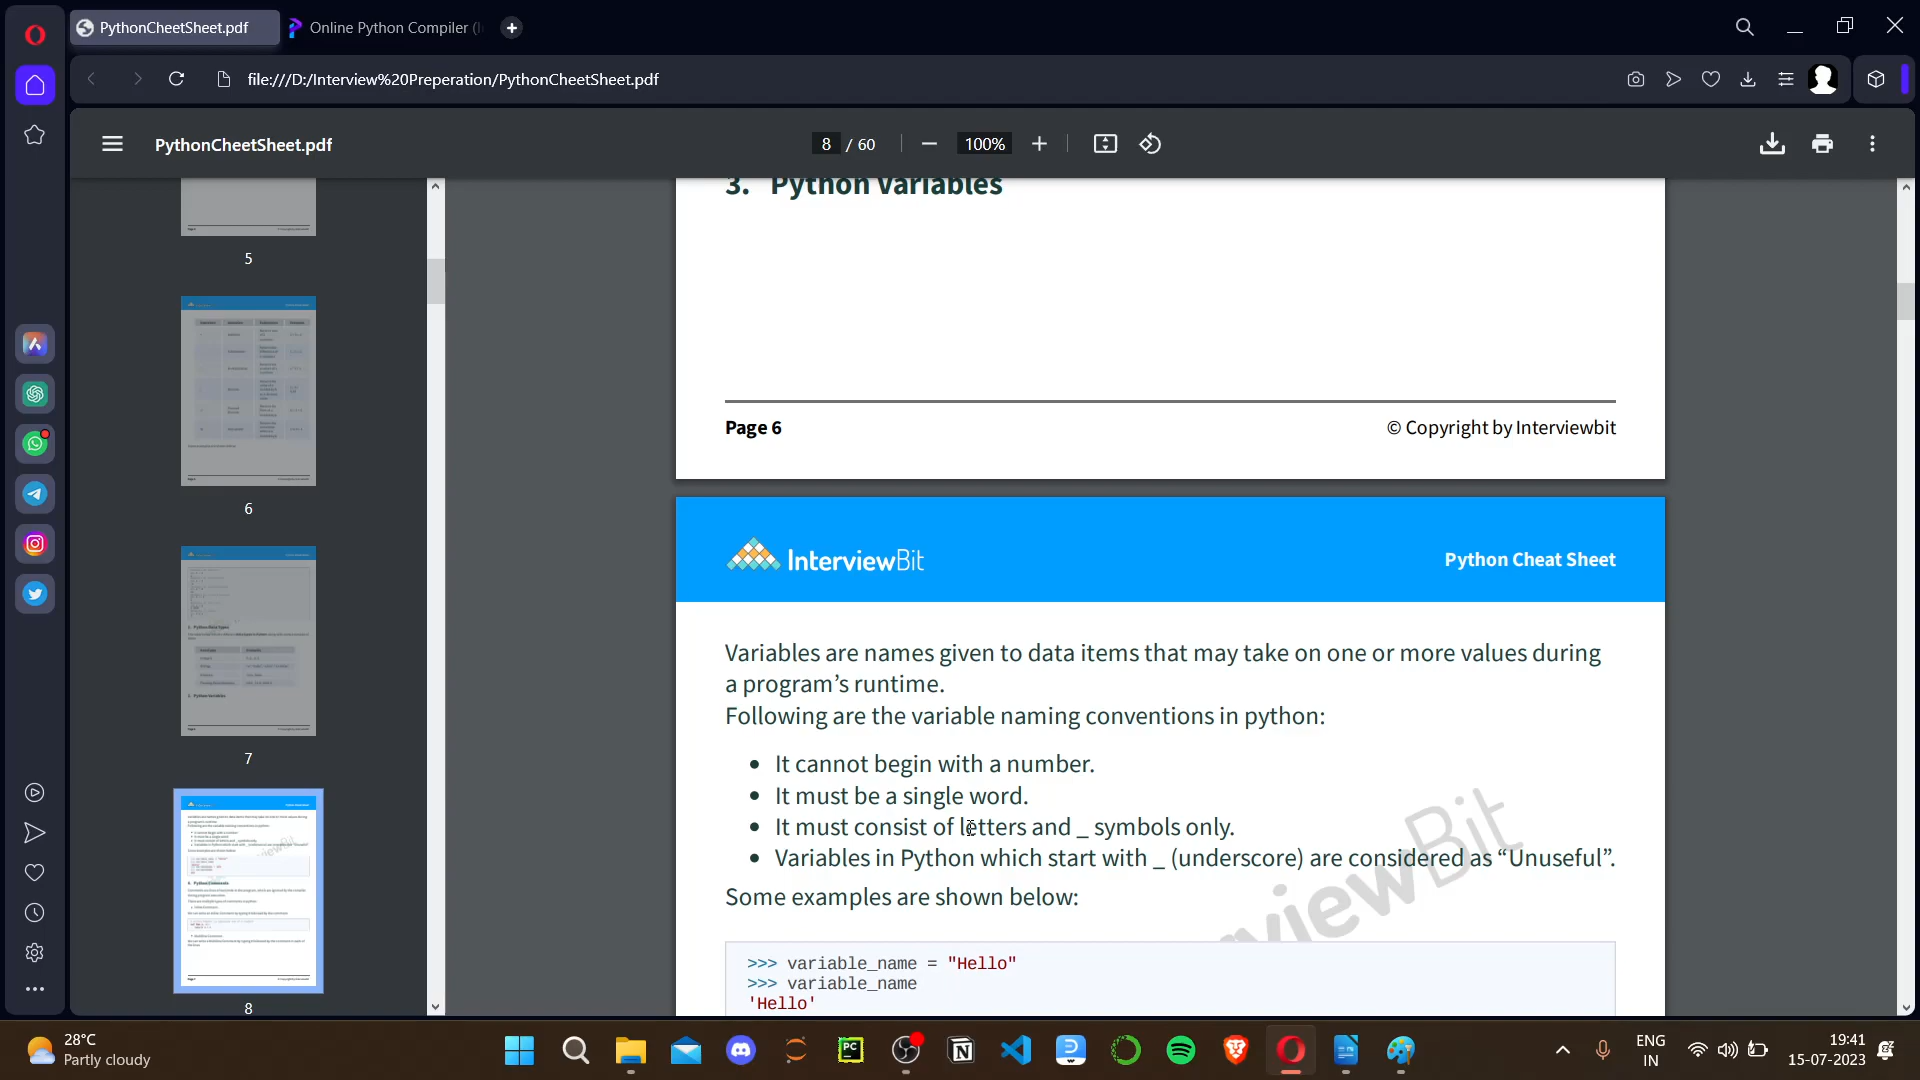 PythonCheetSheet.pdf
Online Python Compiler (I
file:///D:/Interview%20Preperation/PythonCheetSheet.pdf
PythonCheetSheet.pdf
8 / 60
100%
5
6
7
8
3. Python Variables
Page 6
© Copyright by Interviewbit
InterviewBit
Python Cheat Sheet
Variables are names given to data items that may take on one or more values during
a program’s runtime.
Following are the variable naming conventions in python:
• It cannot begin with a number.
• It must be a single word.
• It must consist of letters and _ symbols only.
• Variables in Python which start with _ (underscore) are considered as “Unuseful”.
Some examples are shown below:
>>> variable_name = "Hello"
>>> variable_name
'Hello'
28°C
Partly cloudy
ENG
IN
19:41
15-07-2023